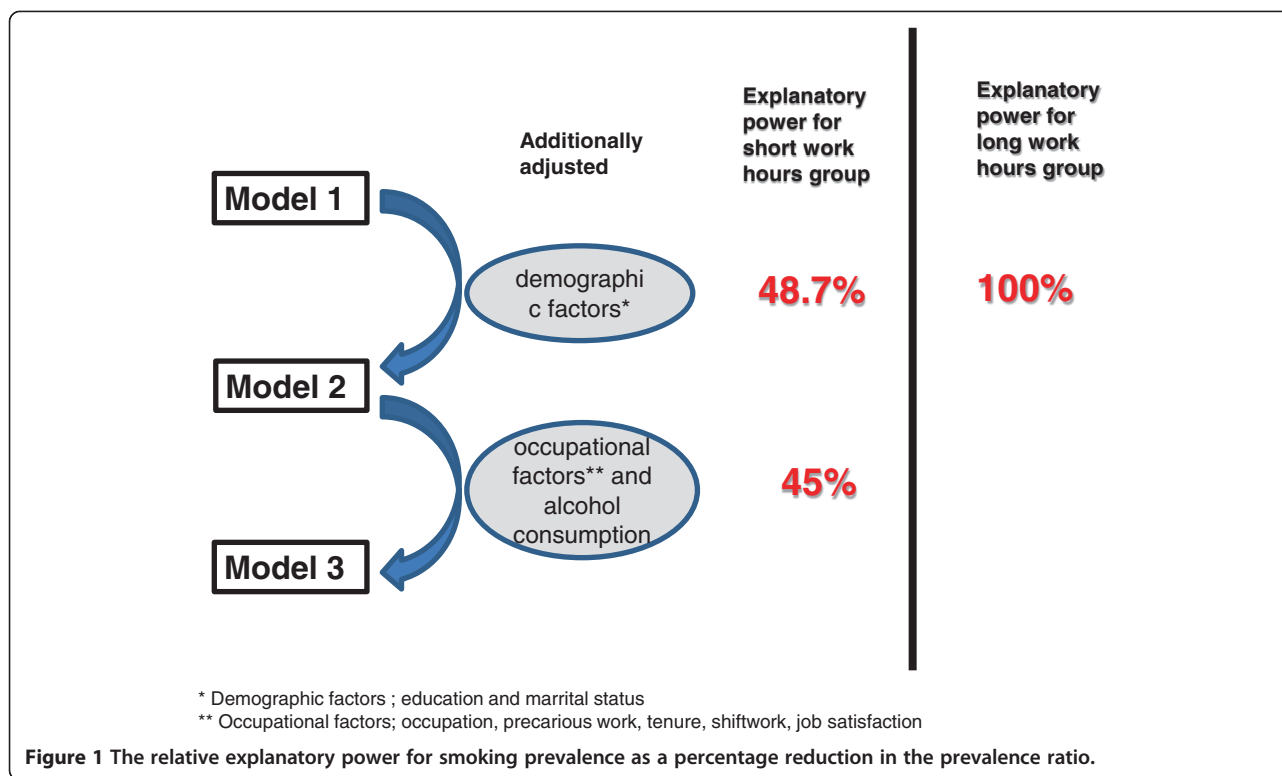 Explanatory
power for
short work
hours group
Explanatory
power for
long work
hours group
Additionally
adjusted
Model 1
demographi
c factors*
48.7%
100%
Model 2
occupational
factors** and
alcohol
consumption
45%
Model 3
* Demographic factors ; education and marrital status
** Occupational factors; occupation, precarious work, tenure, shiftwork, job satisfaction
Figure 1 The relative explanatory power for smoking prevalence as a percentage reduction in the prevalence ratio.